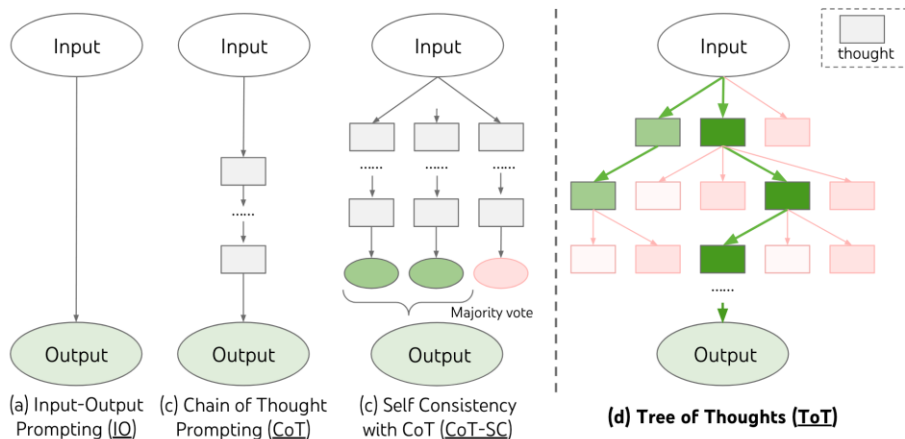 Input
Input
Input
Input
thought
......
......
......
......
......
Majority vote
Output
Output
Output
Output
(a) Input-Output
Prompting (IO)
(c) Chain of Thought
Prompting (CoT)
(c) Self Consistency
with CoT (CoT-SC)
(d) Tree of Thoughts (ToT)